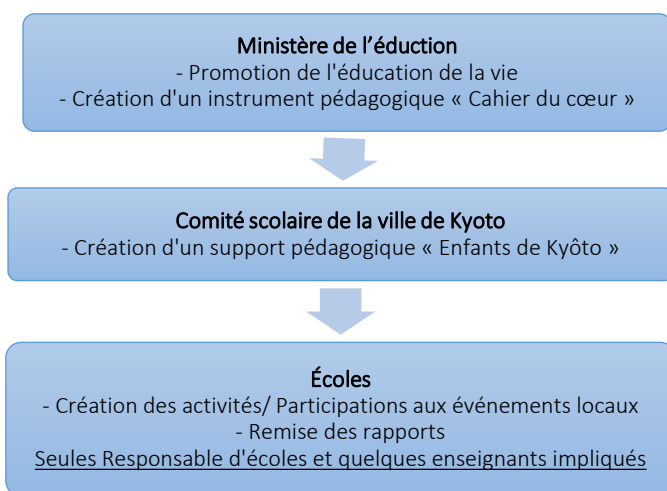 Ministère de l’éduction
- Promotion de l'éducation de la vie
- Création d'un instrument pédagogique « Cahier du cœur »
Comité scolaire de la ville de Kyoto
- Création d'un support pédagogique « Enfants de Kyôto »
Écoles
- Création des activités/ Participations aux événements locaux
- Remise des rapports
Seules Responsable d'écoles et quelques enseignants impliqués